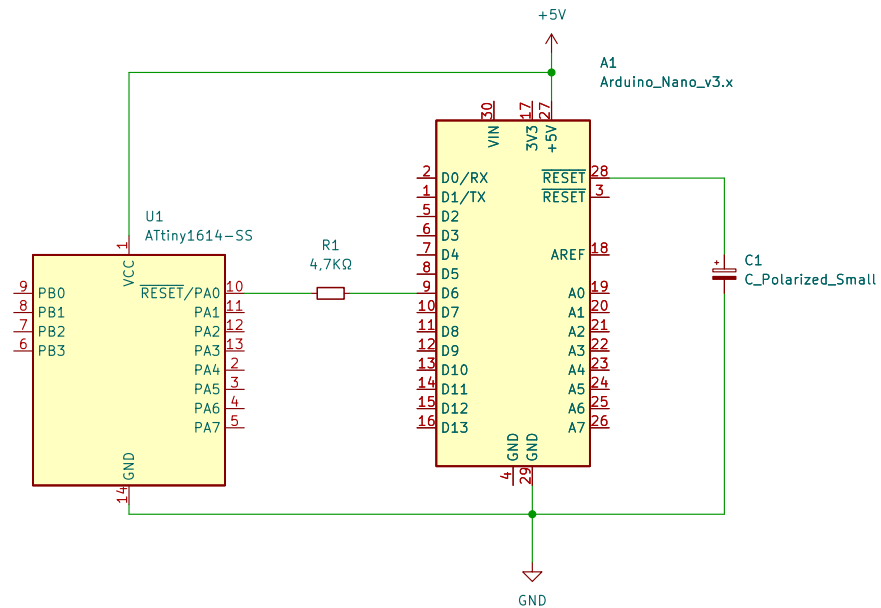 +5V
A1
Arduino_Nano_v3.x
30
17
27
VIN
3V3
+5V
2 D0/RX
RESET 28
1 D1/TX
RESET 3
5 D2
6 D3
7 D4
AREF 18
8 D5
9 D6
A0 19
10 D7
A1 20
11 D8
A2 21
12 D9
A3 22
13 D10
A4 23
14 D11
A5 24
15 D12
A6 25
16 D13
A7 26
GND
GND
4
29
U1
ATtiny1614-SS
1
VCC
9 PB0
RESET/PA0 10
8 PB1
PA1 11
7 PB2
PA2 12
6 PB3
PA3 13
PA4 2
PA5 3
PA6 4
PA7 5
GND
14
R1
4,7KΩ
+
C1
C_Polarized_Small
GND